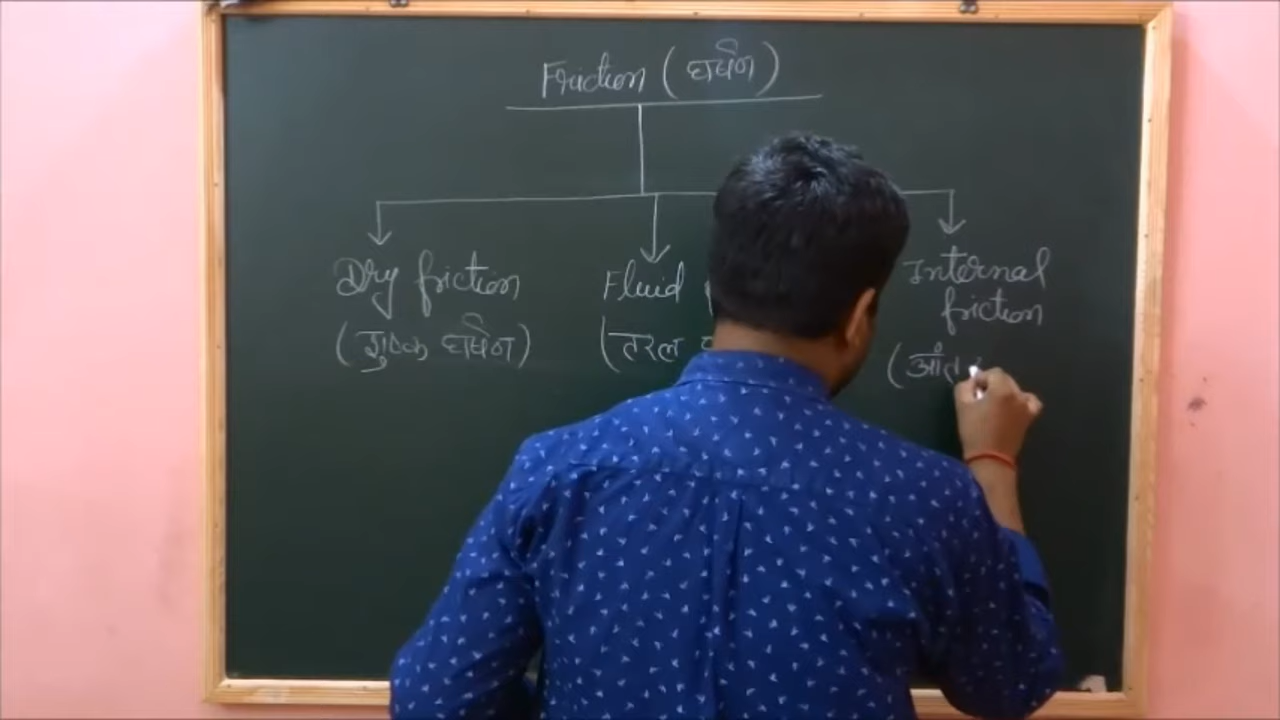 Friction (घर्षण)
Dry friction
(शुष्क घर्षण)
Fluid
(तरल
Internal
friction
(आंत